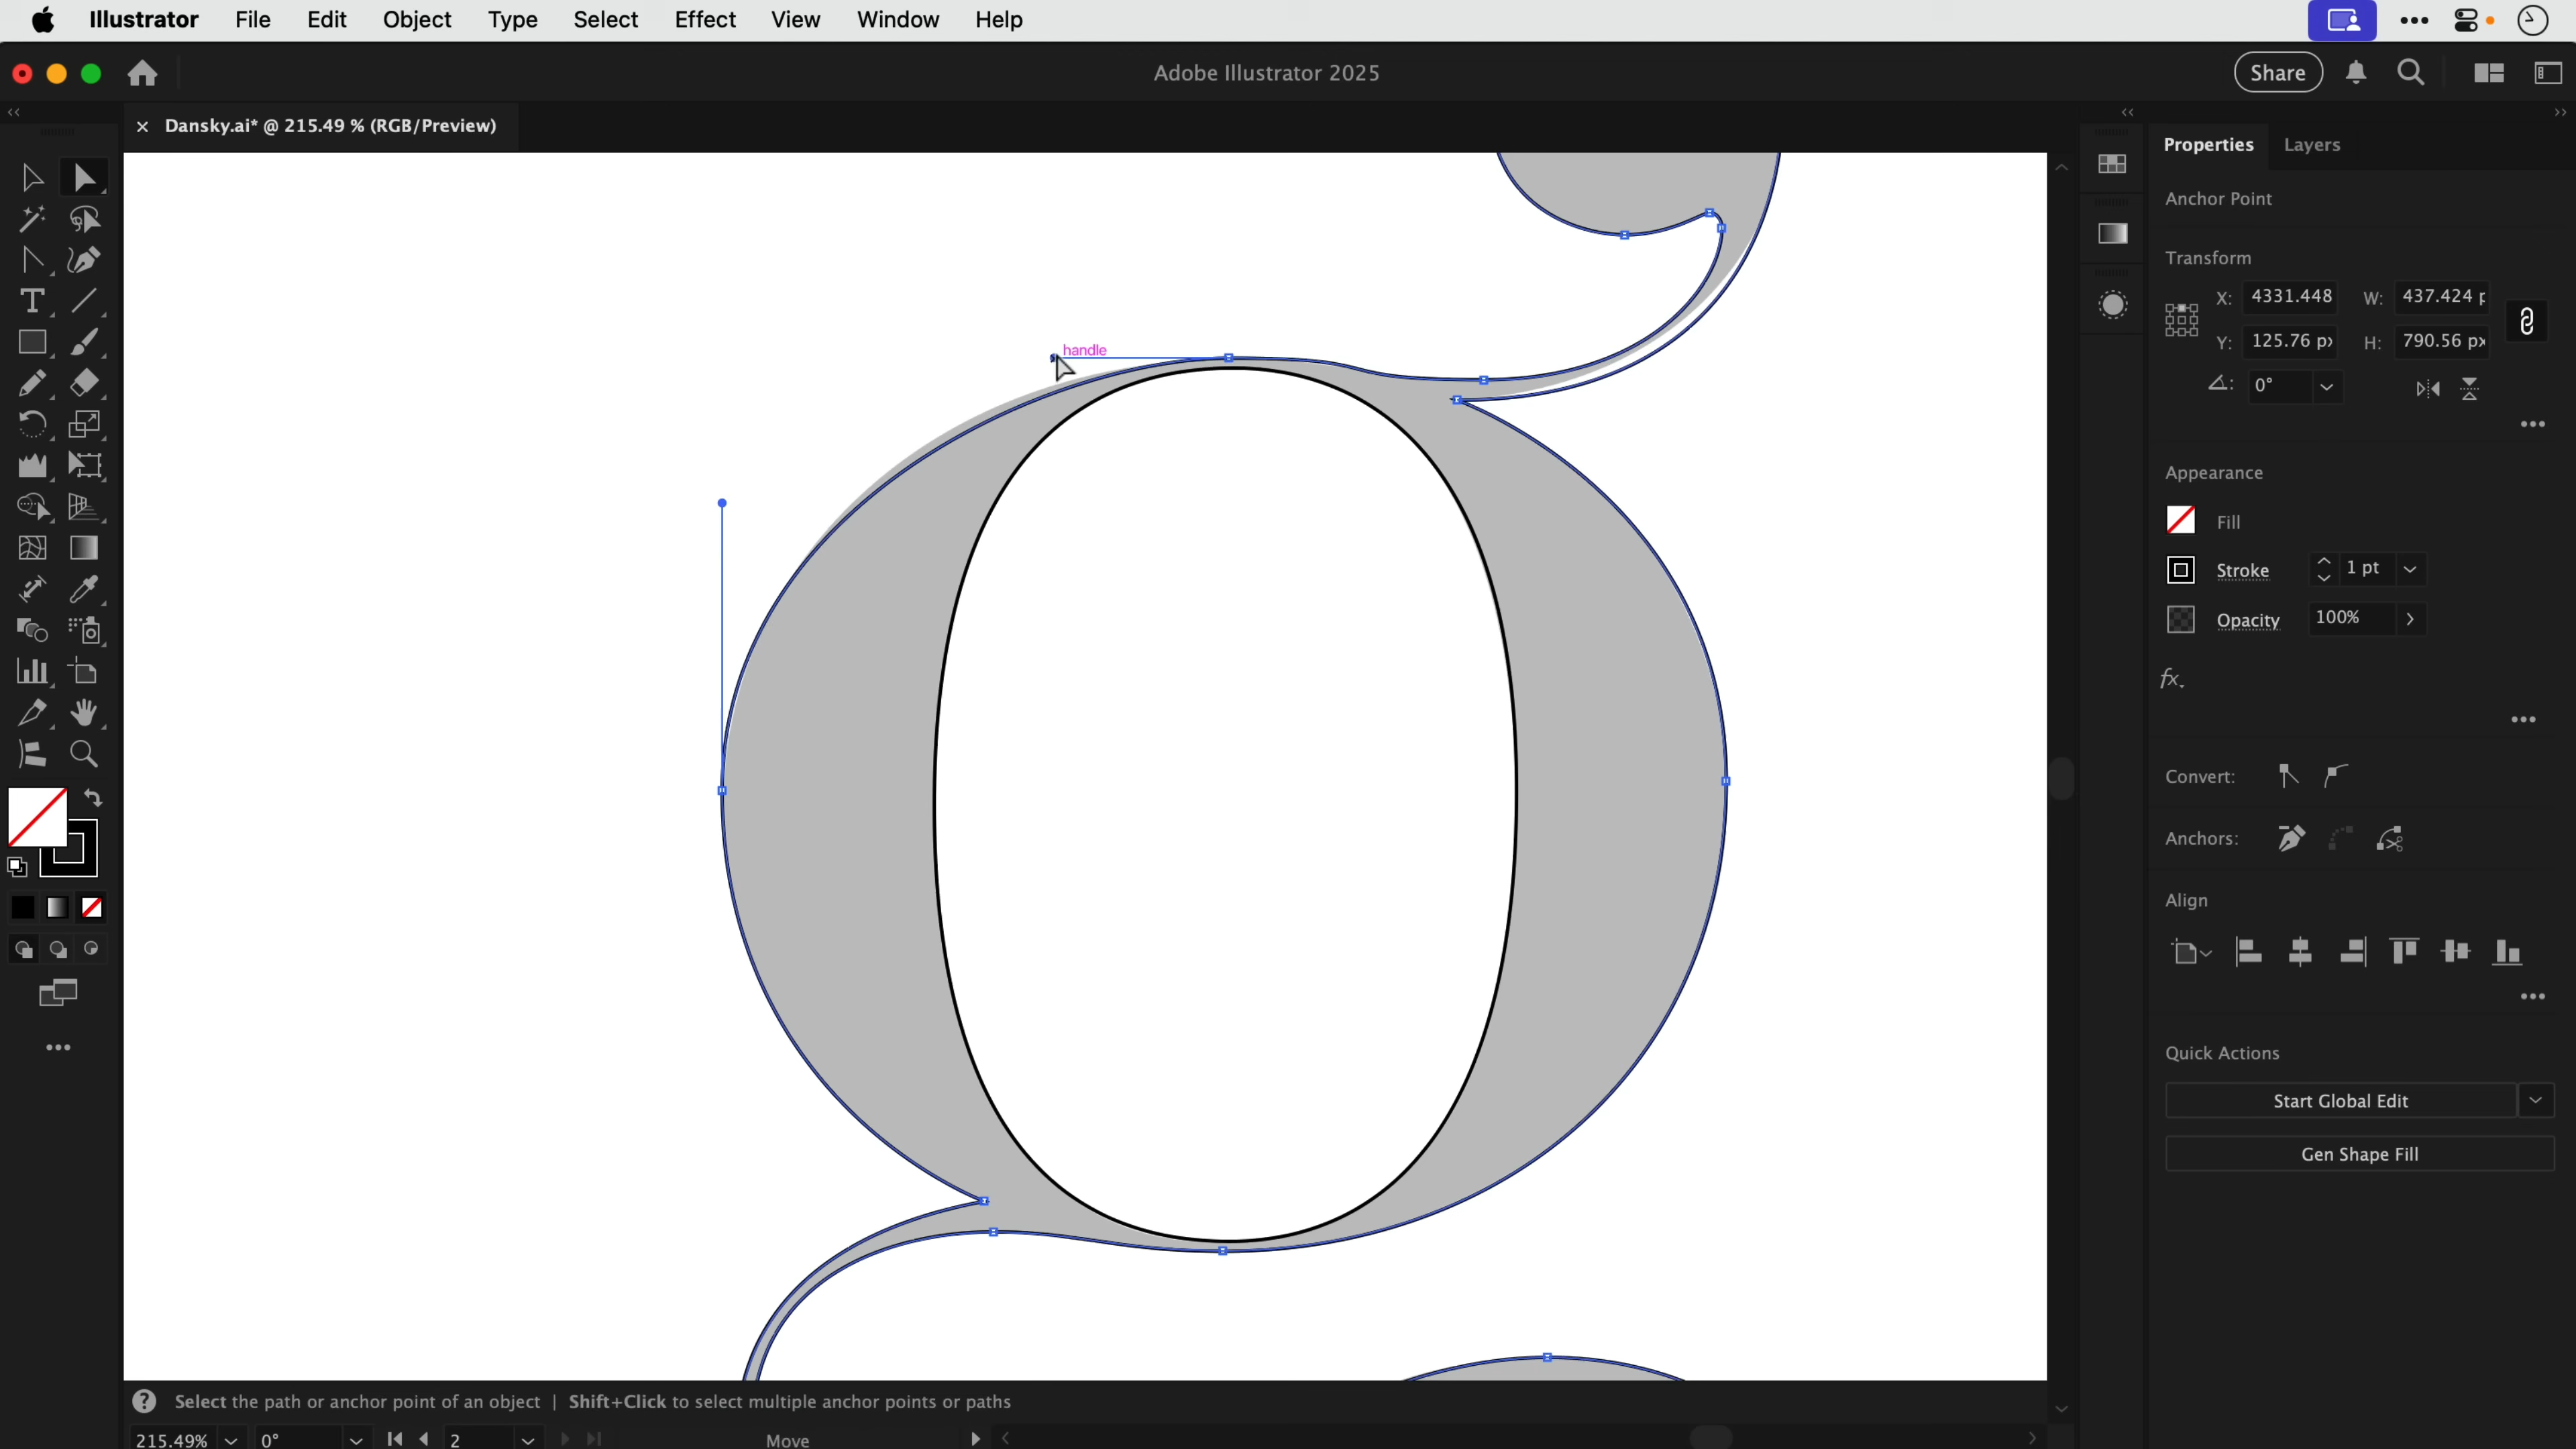 Illustrator File Edit Object Type Select Effect View Window Help
Adobe Illustrator 2025
Share
Dansky.ai* @ 215.49 % (RGB/Preview)
Properties Layers
Anchor Point
Transform
X: 4331.448 W: 437.424 p
Y: 125.76 px H: 790.56 px
0°
handle
Appearance
Fill
Stroke 1 pt
Opacity 100%
fx.
Convert:
Anchors:
Align
Quick Actions
Start Global Edit
Gen Shape Fill
Select the path or anchor point of an object | Shift+Click to select multiple anchor points or paths
215.49% 0° 2 Move